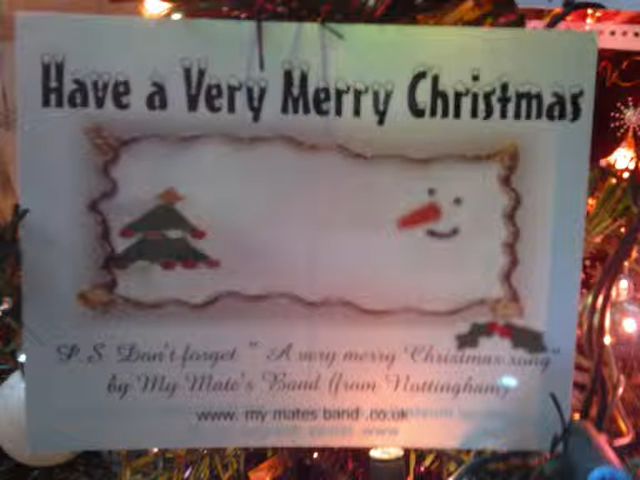 Have a Very Merry Christmas
P.S Don't forget " A very merry Christmas song"
by My Mate's Band (from Nottingham)
www. my mates band .co.uk